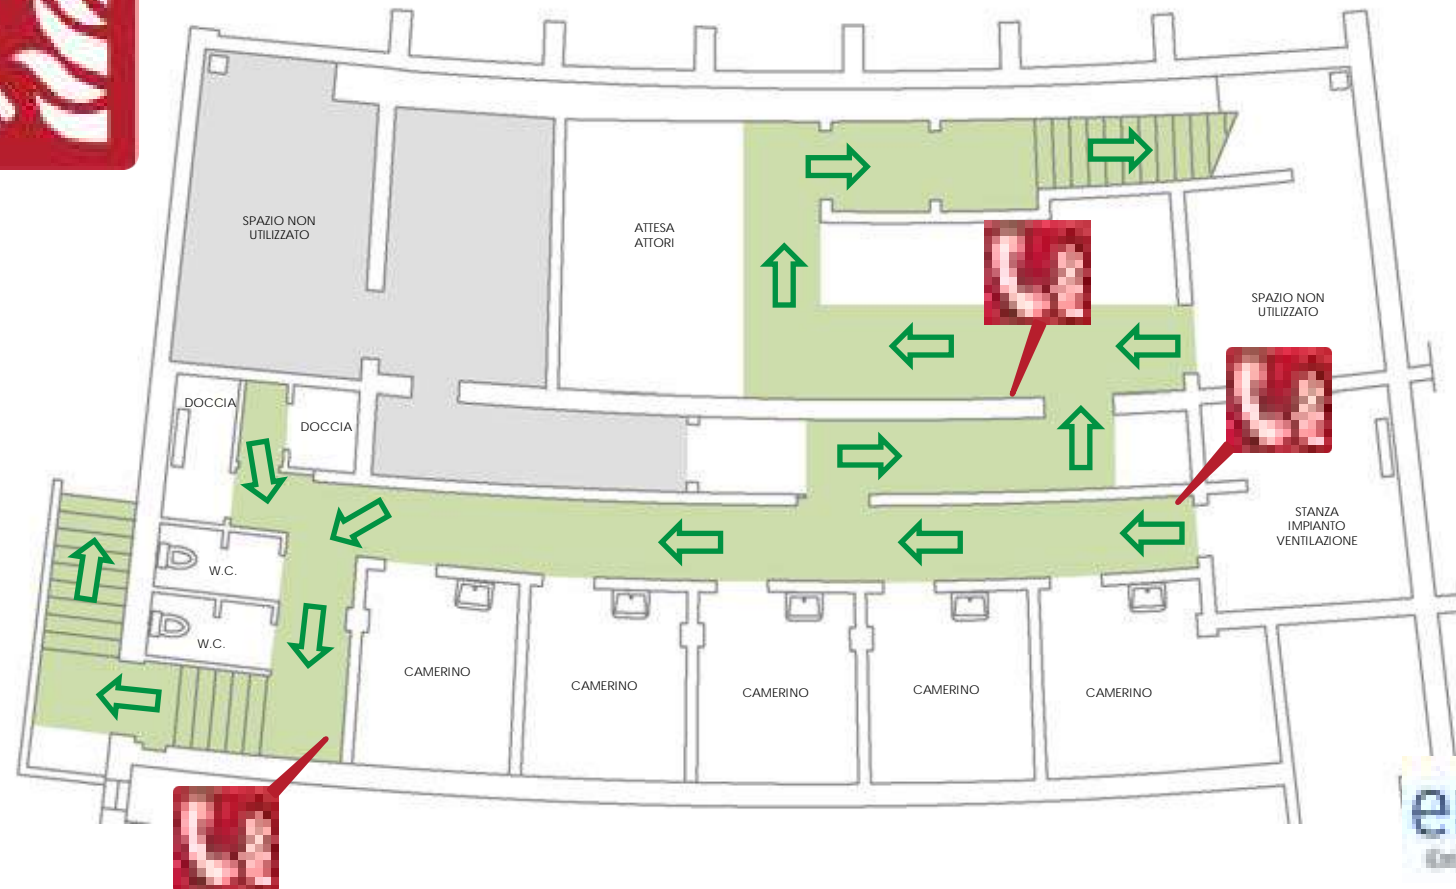 SPAZIO NON
UTILIZZATO
ATTESA
ATTORI
SPAZIO NON
UTILIZZATO
DOCCIA
DOCCIA
STANZA
IMPIANTO
VENTILAZIONE
W.C.
W.C.
CAMERINO
CAMERINO
CAMERINO
CAMERINO
CAMERINO